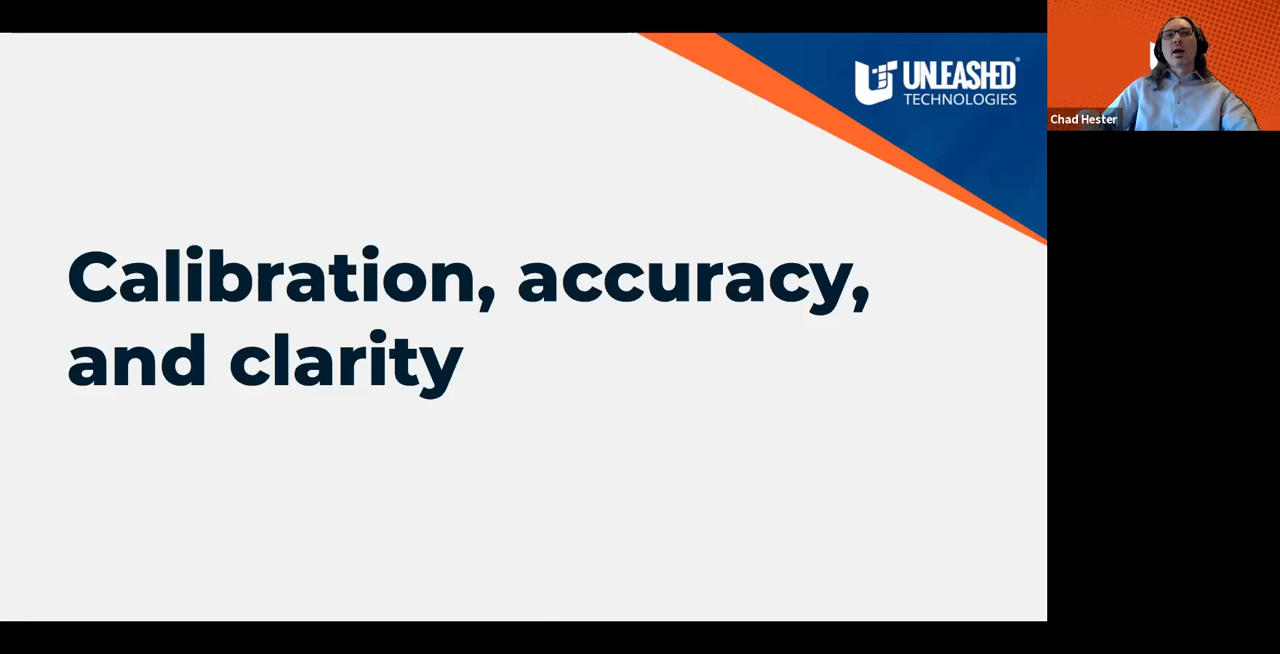 UNLEASHED®
TECHNOLOGIES
Chad Hester
Calibration, accuracy,
and clarity